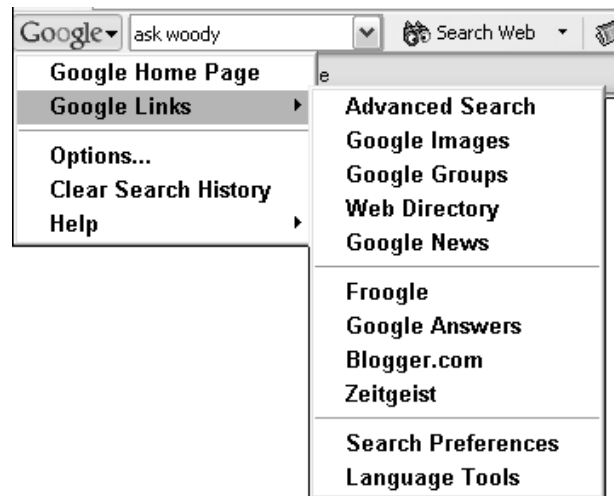 Google ask woody Search Web
Google Home Page
e
Google Links
Options...
Clear Search History
Help
Advanced Search
Google Images
Google Groups
Web Directory
Google News
Froogle
Google Answers
Blogger.com
Zeitgeist
Search Preferences
Language Tools